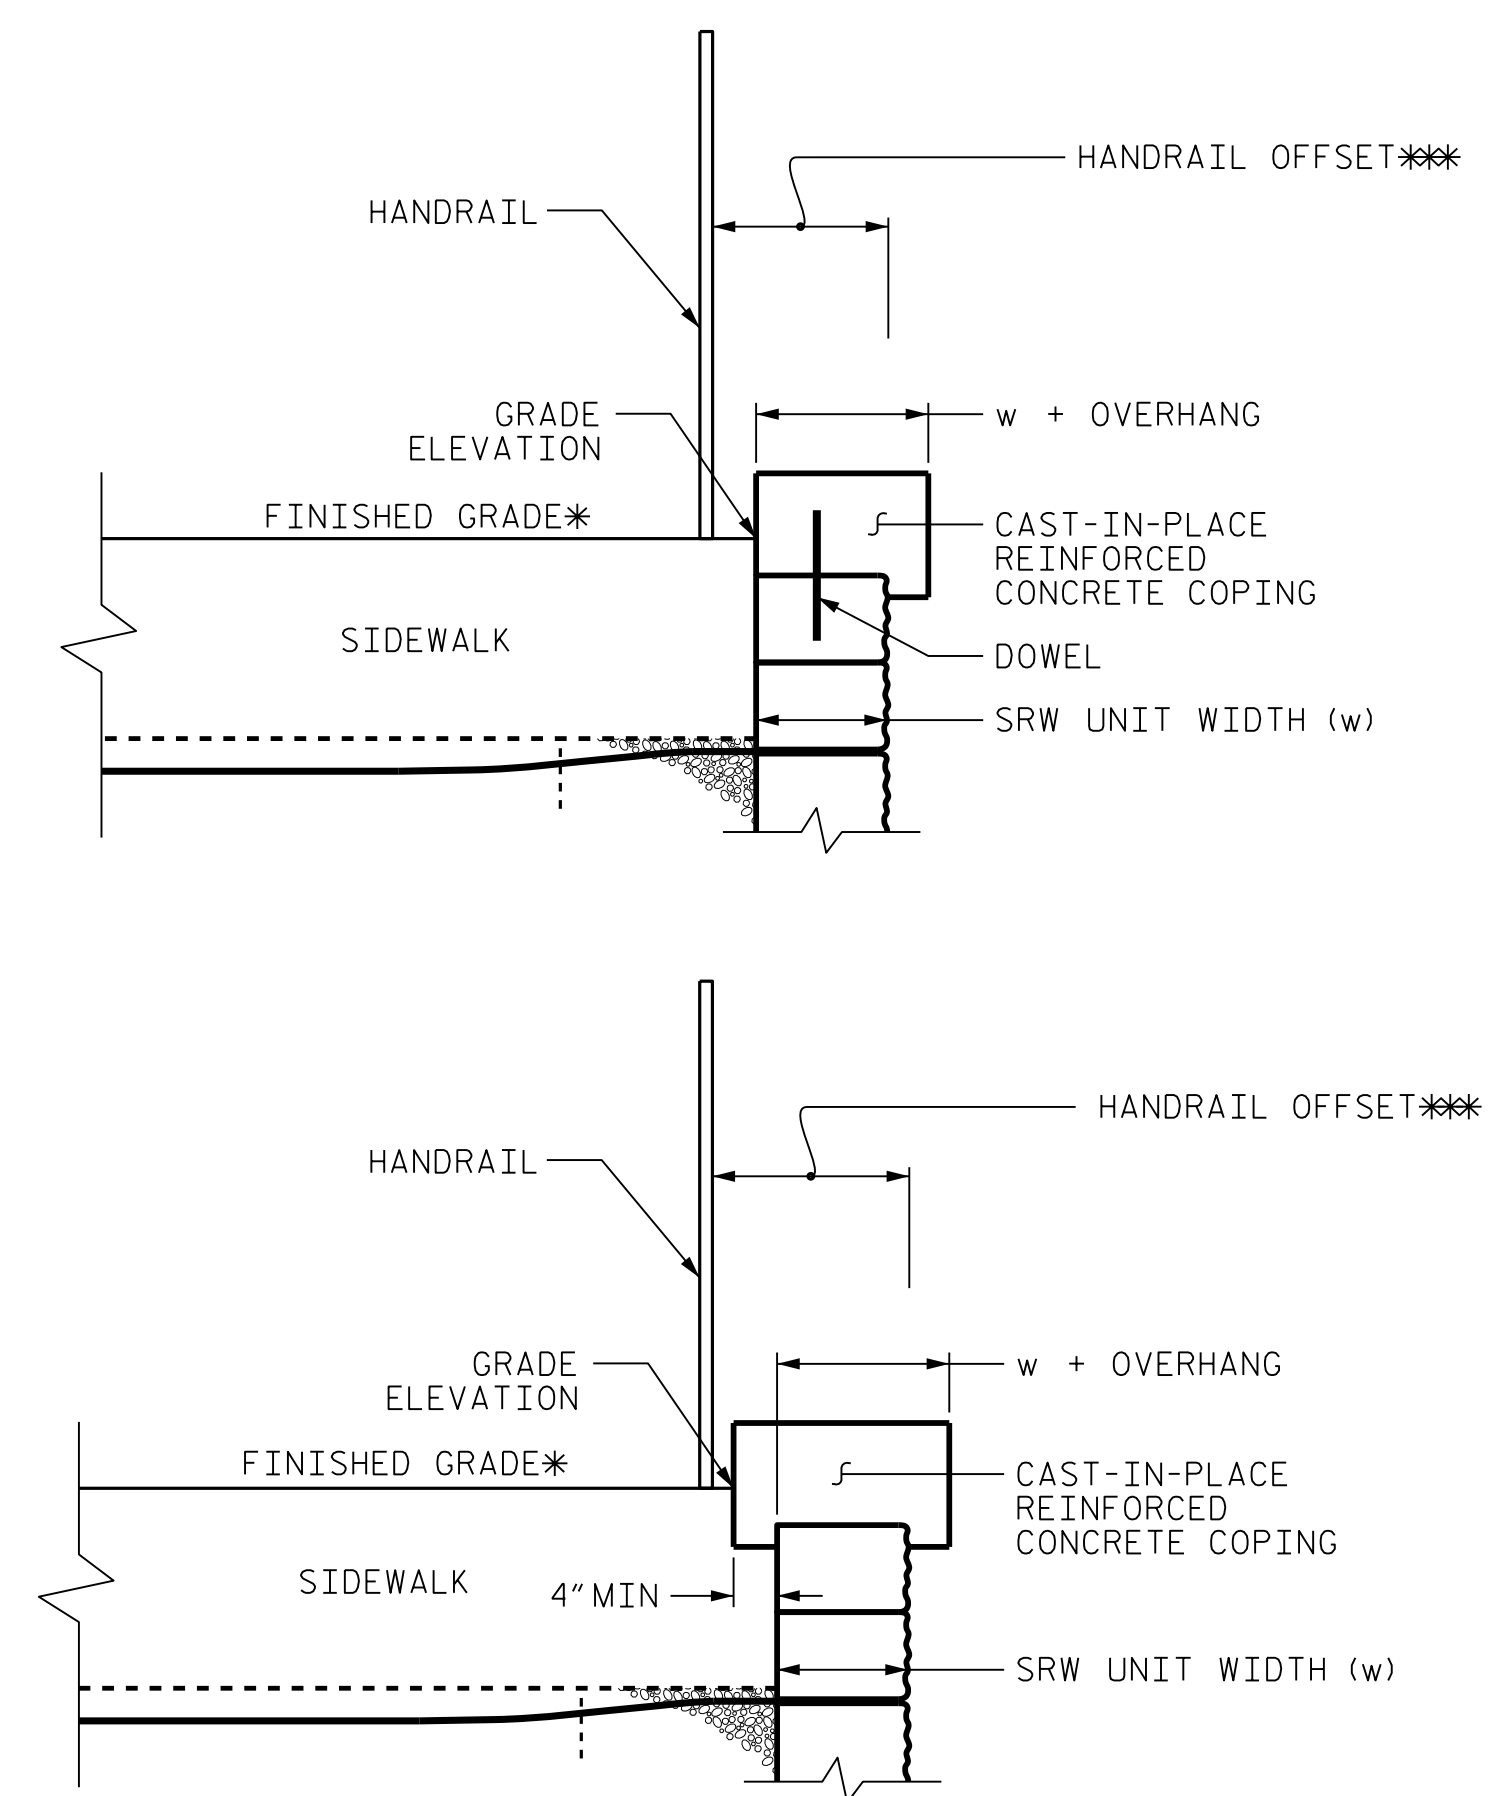 HANDRAIL OFFSET***
HANDRAIL
GRADE
ELEVATION
w + OVERHANG
FINISHED GRADE*
CAST-IN-PLACE
REINFORCED
CONCRETE COPING
SIDEWALK
DOWEL
SRW UNIT WIDTH (w)
HANDRAIL OFFSET***
HANDRAIL
GRADE
ELEVATION
w + OVERHANG
FINISHED GRADE*
CAST-IN-PLACE
REINFORCED
CONCRETE COPING
SIDEWALK
4" MIN
SRW UNIT WIDTH (w)